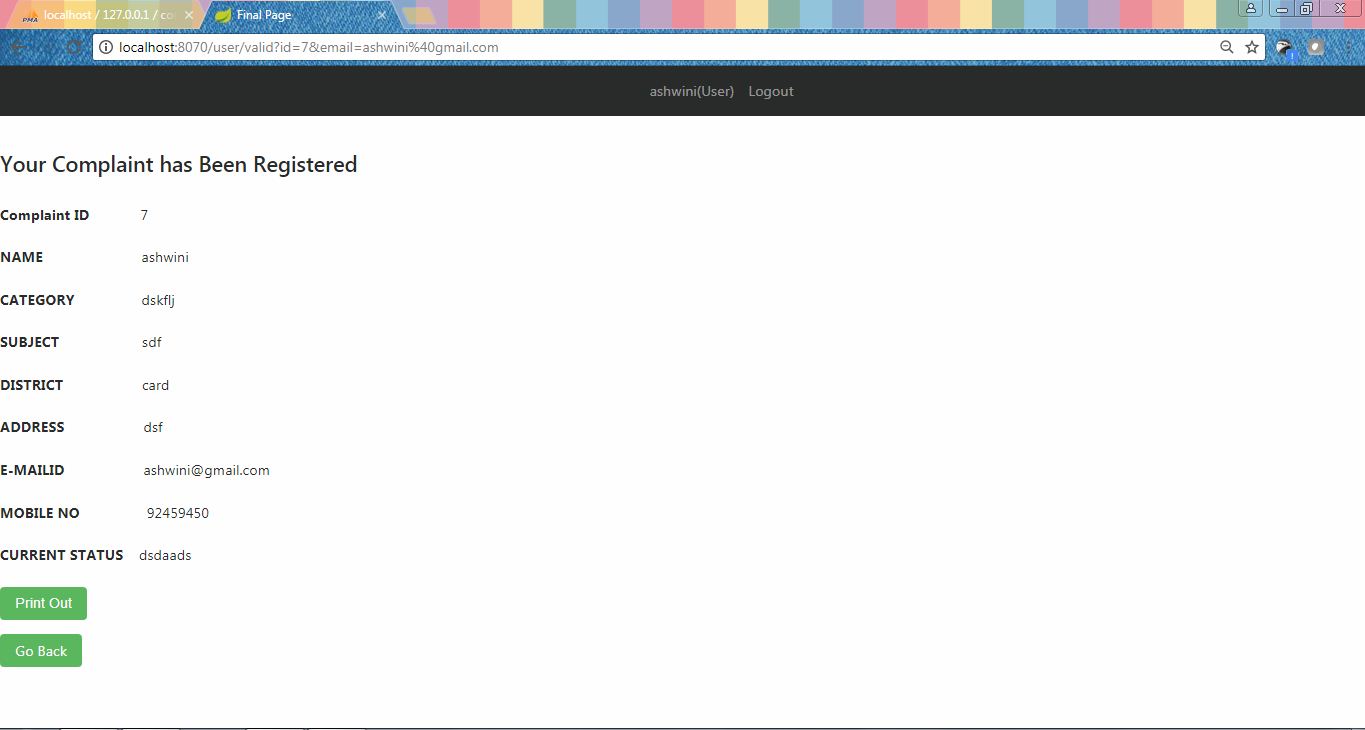 PMA localhost / 127.0.0.1 / co
Final Page
localhost:8070/user/valid?id=7&email=ashwini%40gmail.com
ashwini(User) Logout
Your Complaint has Been Registered
Complaint ID 7
NAME ashwini
CATEGORY dskflj
SUBJECT sdf
DISTRICT card
ADDRESS dsf
E-MAILID ashwini@gmail.com
MOBILE NO 92459450
CURRENT STATUS dsdaads
Print Out
Go Back